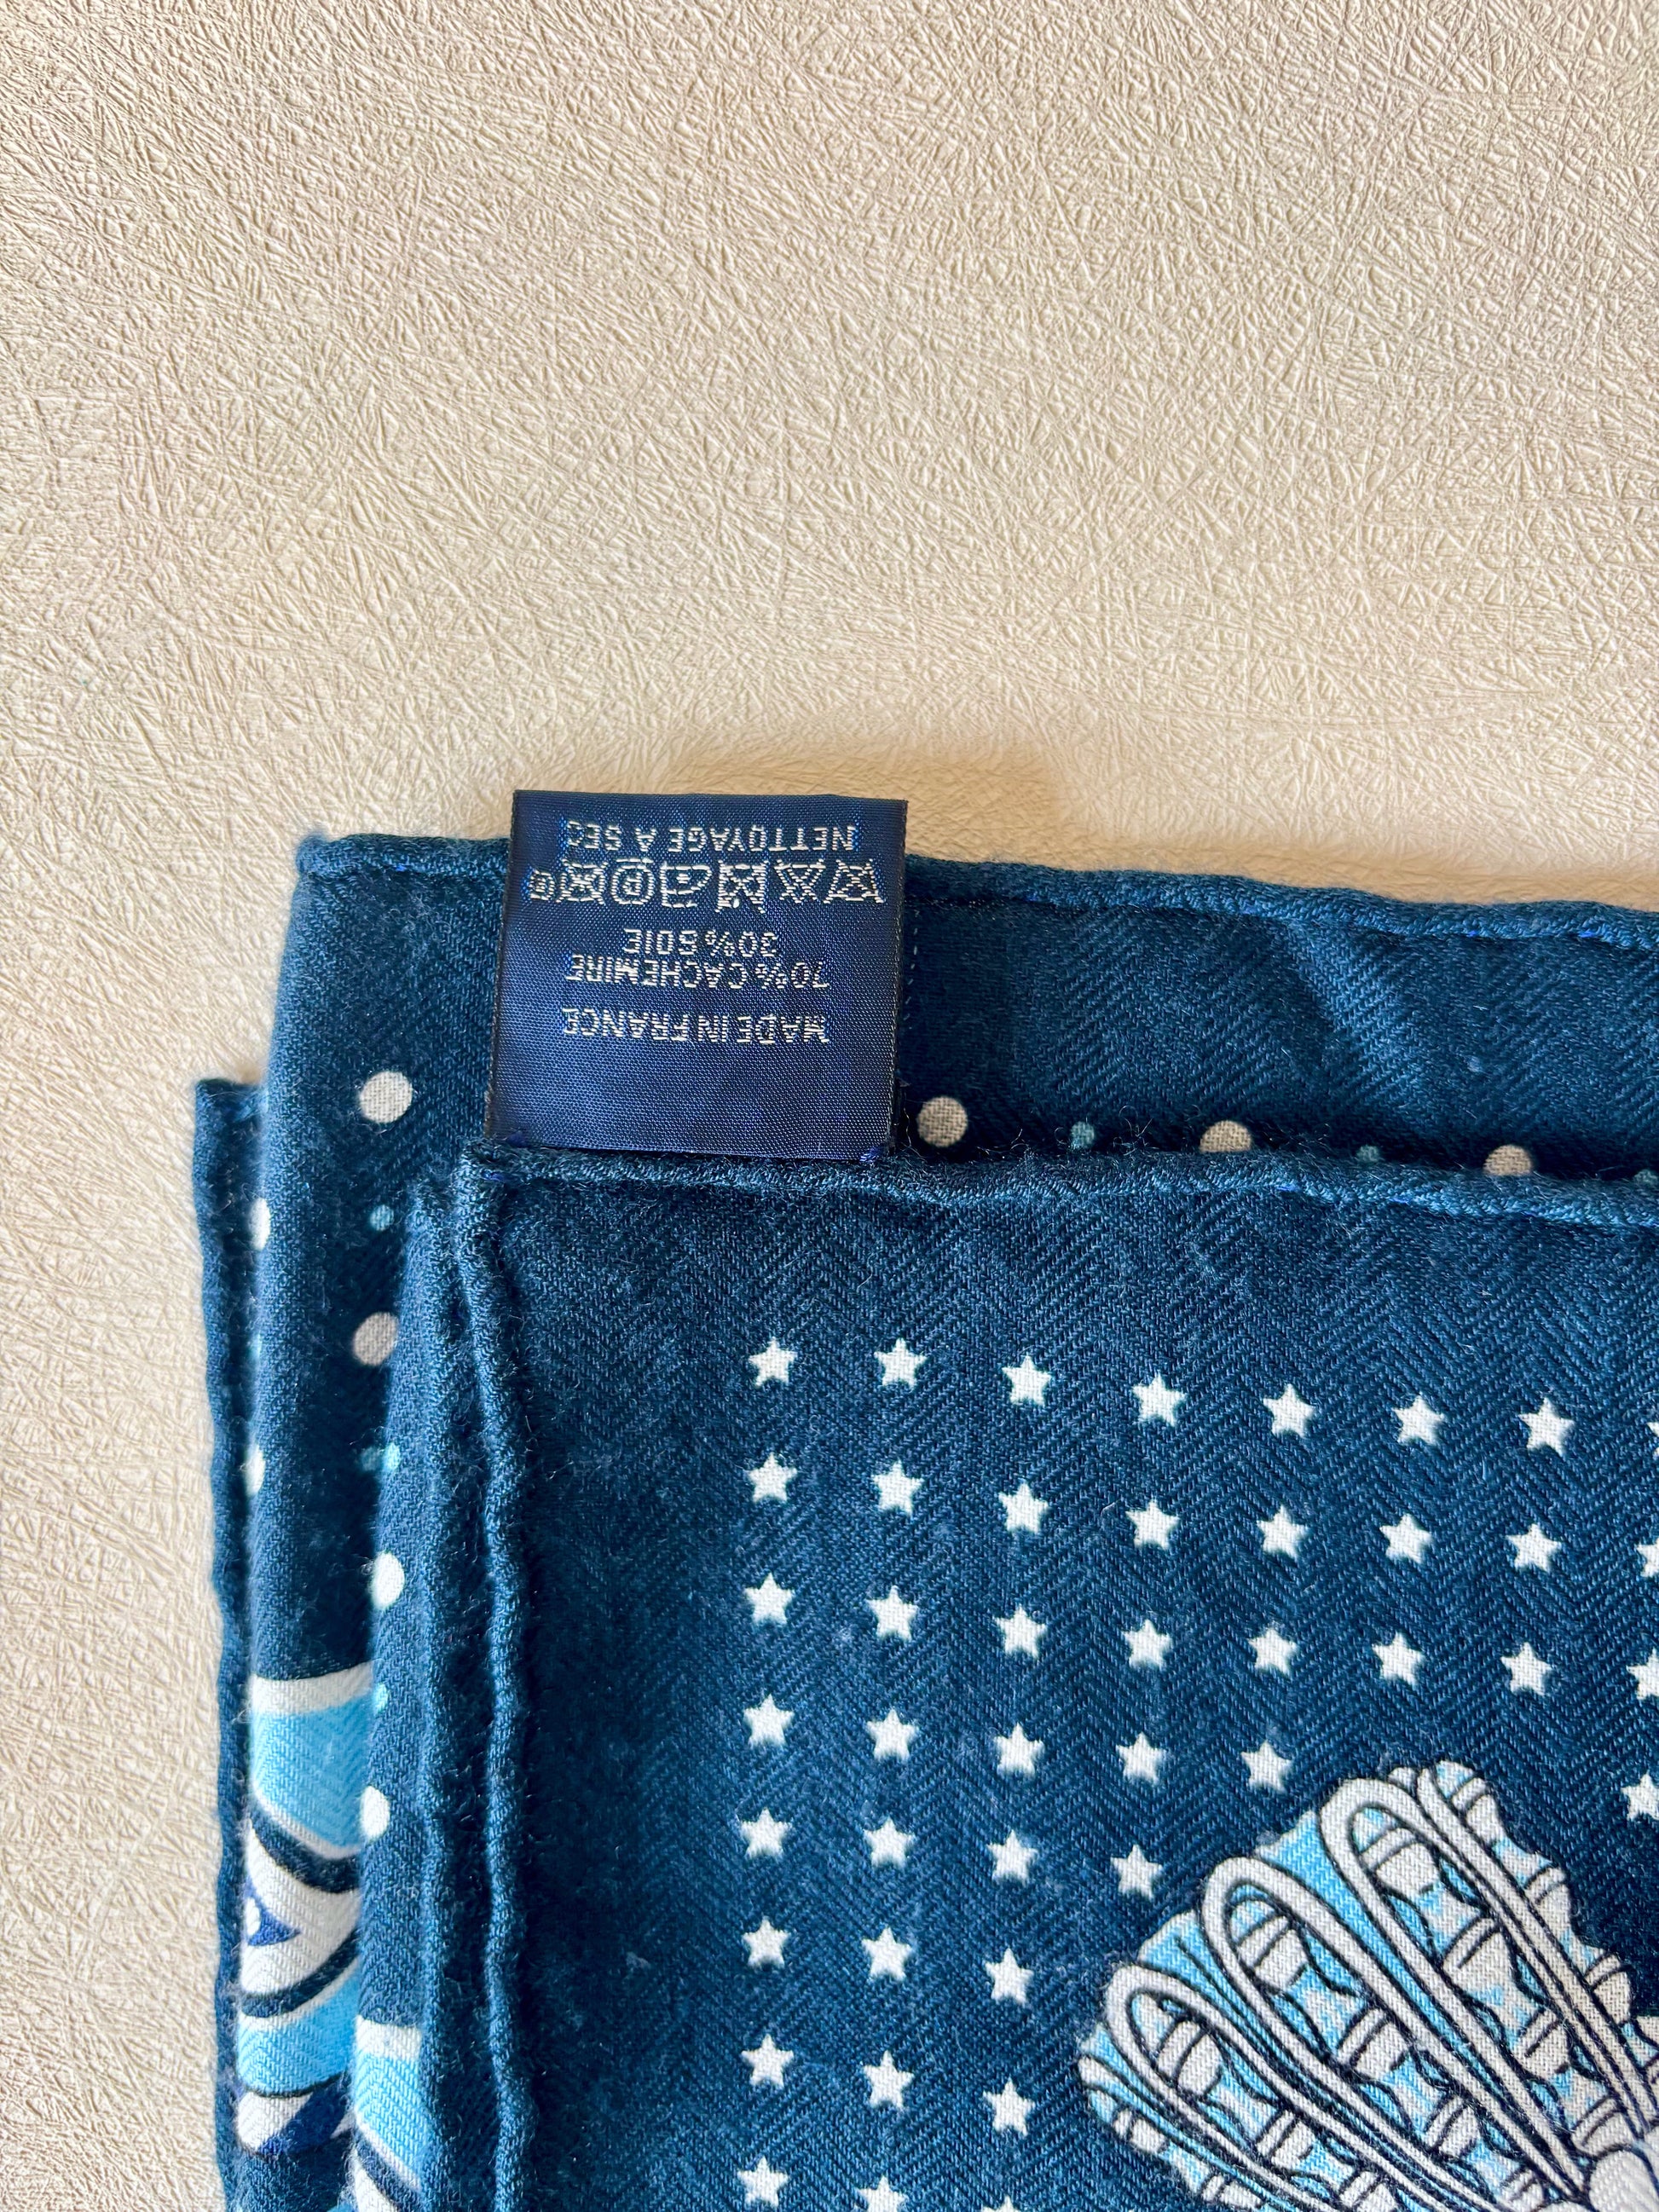 MADE IN FRANCE
70% CACHEMIRE
30% SOIE
NETTOYAGE A SEC